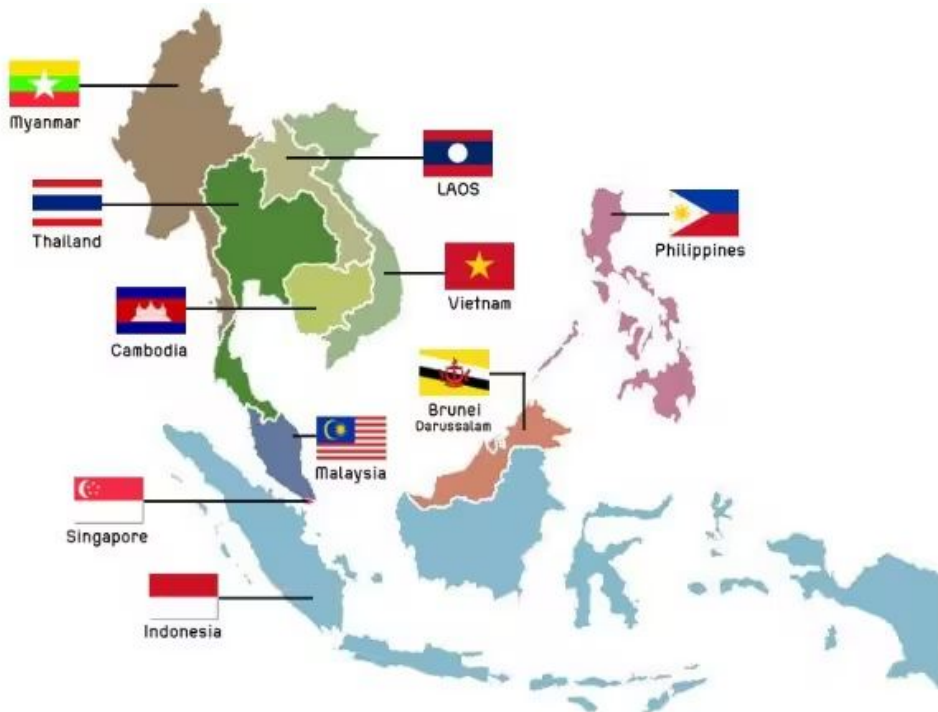 Myanmar
LAOS
Thailand
Philippines
Vietnam
Cambodia
Brunei
Darussalam
Malaysia
Singapore
Indonesia